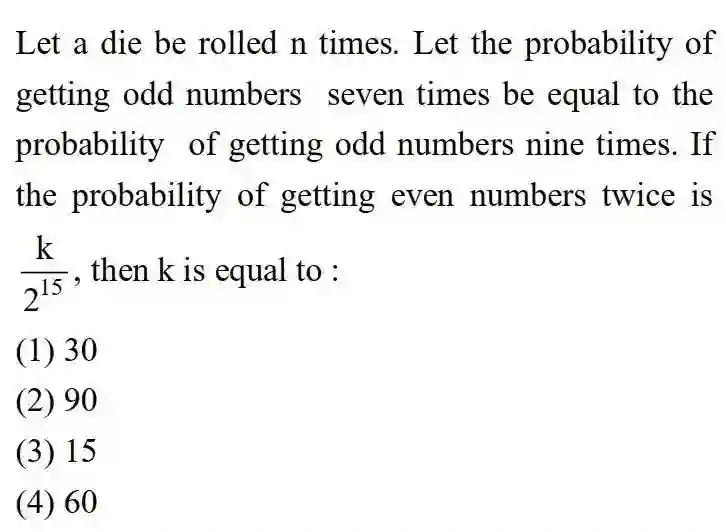 Let a die be rolled n times. Let the probability of
getting odd numbers seven times be equal to the
probability of getting odd numbers nine times. If
the probability of getting even numbers twice is
k/2^15, then k is equal to :
(1) 30
(2) 90
(3) 15
(4) 60